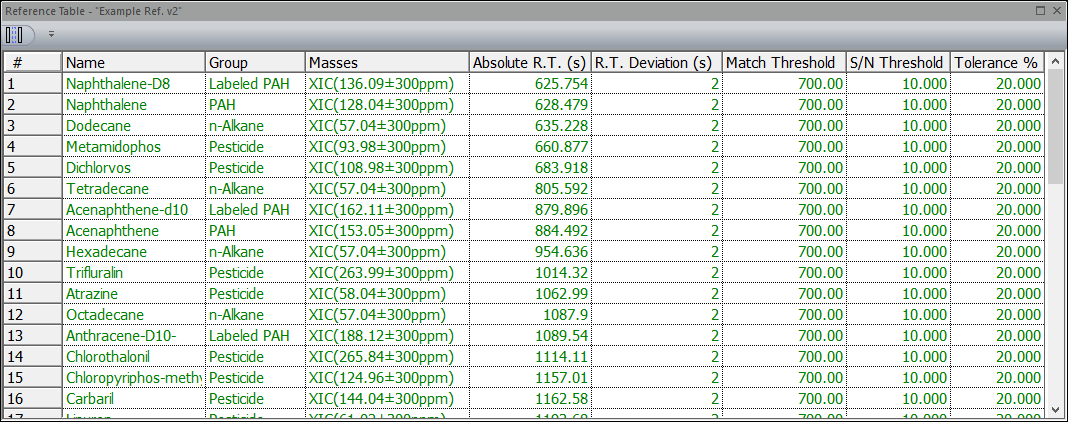 Reference Table - "Example Ref. v2"
# Name Group Masses Absolute R.T. (s) R.T. Deviation (s) Match Threshold S/N Threshold Tolerance %
1 Naphthalene-D8 Labeled PAH XIC(136.09±300ppm) 625.754 2 700.00 10.000 20.000
2 Naphthalene PAH XIC(128.04±300ppm) 628.479 2 700.00 10.000 20.000
3 Dodecane n-Alkane XIC(57.04±300ppm) 635.228 2 700.00 10.000 20.000
4 Metamidophos Pesticide XIC(93.98±300ppm) 660.877 2 700.00 10.000 20.000
5 Dichlorvos Pesticide XIC(108.98±300ppm) 683.918 2 700.00 10.000 20.000
6 Tetradecane n-Alkane XIC(57.04±300ppm) 805.592 2 700.00 10.000 20.000
7 Acenaphthene-d10 Labeled PAH XIC(162.11±300ppm) 879.896 2 700.00 10.000 20.000
8 Acenaphthene PAH XIC(153.05±300ppm) 884.492 2 700.00 10.000 20.000
9 Hexadecane n-Alkane XIC(57.04±300ppm) 954.636 2 700.00 10.000 20.000
10 Trifluralin Pesticide XIC(263.99±300ppm) 1014.32 2 700.00 10.000 20.000
11 Atrazine Pesticide XIC(58.04±300ppm) 1062.99 2 700.00 10.000 20.000
12 Octadecane n-Alkane XIC(57.04±300ppm) 1087.9 2 700.00 10.000 20.000
13 Anthracene-D10- Labeled PAH XIC(188.12±300ppm) 1089.54 2 700.00 10.000 20.000
14 Chlorothalonil Pesticide XIC(265.84±300ppm) 1114.11 2 700.00 10.000 20.000
15 Chloropyriphos-meth Pesticide XIC(124.96±300ppm) 1157.01 2 700.00 10.000 20.000
16 Carbaril Pesticide XIC(144.04±300ppm) 1162.58 2 700.00 10.000 20.000